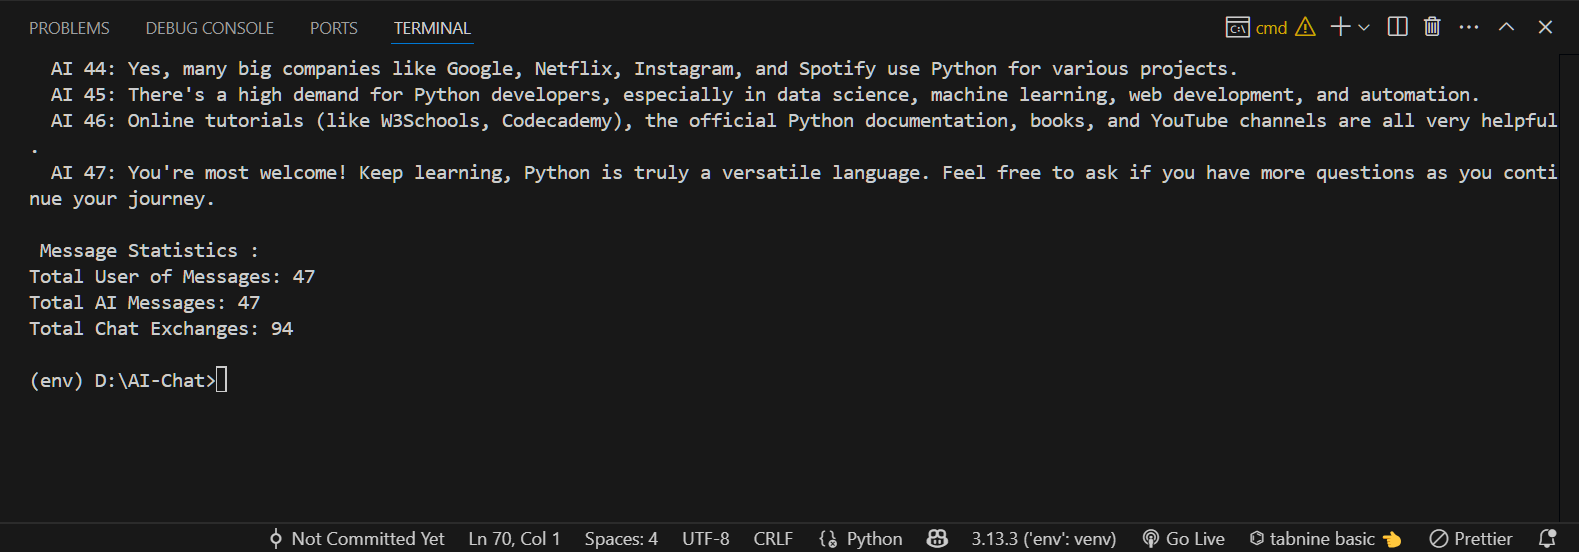 PROBLEMS DEBUG CONSOLE PORTS TERMINAL cmd
AI 44: Yes, many big companies like Google, Netflix, Instagram, and Spotify use Python for various projects.
AI 45: There's a high demand for Python developers, especially in data science, machine learning, web development, and automation.
AI 46: Online tutorials (like W3Schools, Codecademy), the official Python documentation, books, and YouTube channels are all very helpful
.
AI 47: You're most welcome! Keep learning, Python is truly a versatile language. Feel free to ask if you have more questions as you conti
nue your journey.
Message Statistics :
Total User of Messages: 47
Total AI Messages: 47
Total Chat Exchanges: 94
(env) D:\AI-Chat>
Not Committed Yet Ln 70, Col 1 Spaces: 4 UTF-8 CRLF Python 3.13.3 ('env': venv) Go Live tabnine basic 👈 Prettier